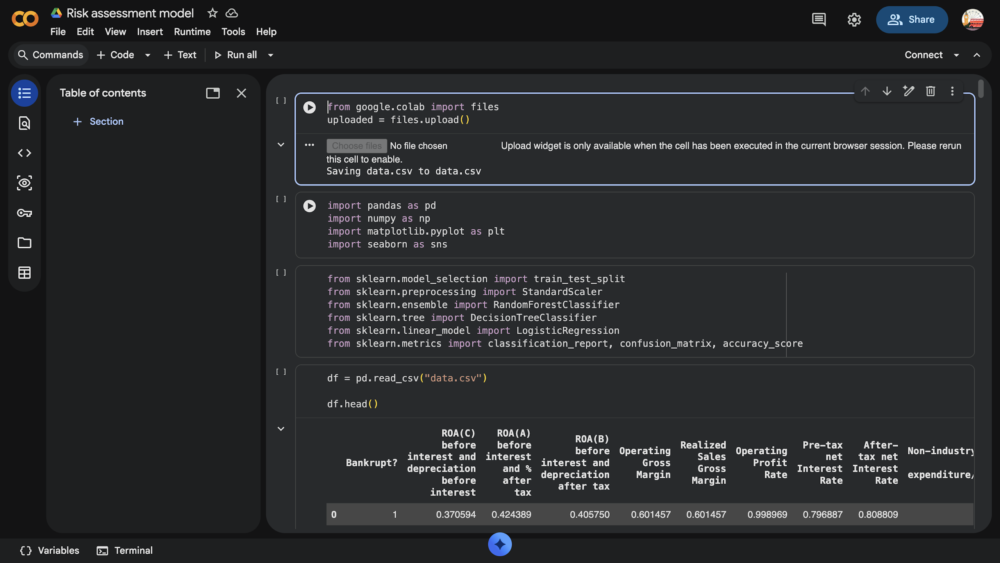 Risk assessment model
File Edit View Insert Runtime Tools Help
Share
Commands + Code + Text Run all
Connect
Table of contents
+ Section
[ ]
from google.colab import files
uploaded = files.upload()
Choose files No file chosen Upload widget is only available when the cell has been executed in the current browser session. Please rerun
this cell to enable.
Saving data.csv to data.csv
[ ]
import pandas as pd
import numpy as np
import matplotlib.pyplot as plt
import seaborn as sns
[ ]
from sklearn.model_selection import train_test_split
from sklearn.preprocessing import StandardScaler
from sklearn.ensemble import RandomForestClassifier
from sklearn.tree import DecisionTreeClassifier
from sklearn.linear_model import LogisticRegression
from sklearn.metrics import classification_report, confusion_matrix, accuracy_score
[ ]
df = pd.read_csv("data.csv")
df.head()
Bankrupt?
ROA(C)
before
interest and
depreciation
before
interest
ROA(A)
before
interest
and %
after
tax
ROA(B)
before
interest and
depreciation
after tax
Operating
Gross
Margin
Realized
Sales
Gross
Margin
Operating
Profit
Rate
Pre-tax
net
Interest
Rate
After-
tax net
Interest
Rate
Non-industry
expenditure/
0 1 0.370594 0.424389 0.405750 0.601457 0.601457 0.998969 0.796887 0.808809
Variables Terminal